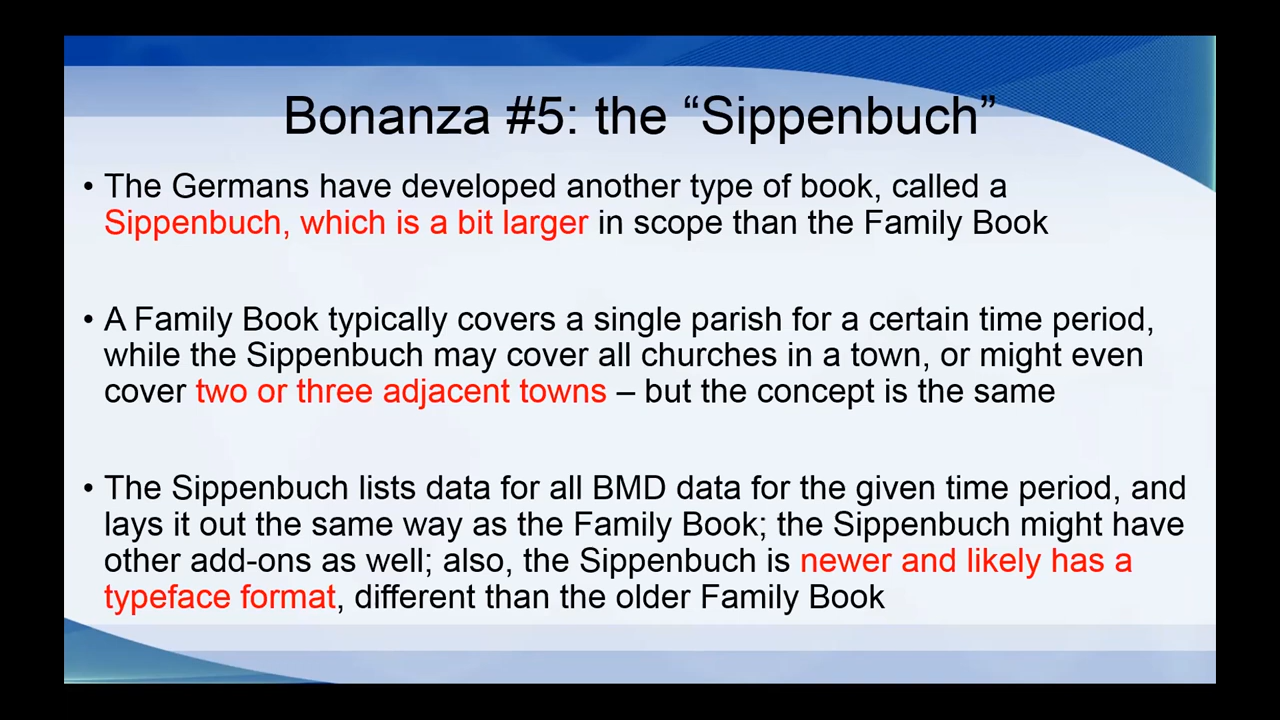 Bonanza #5: the “Sippenbuch”
• The Germans have developed another type of book, called a
Sippenbuch, which is a bit larger in scope than the Family Book
• A Family Book typically covers a single parish for a certain time period,
while the Sippenbuch may cover all churches in a town, or might even
cover two or three adjacent towns – but the concept is the same
• The Sippenbuch lists data for all BMD data for the given time period, and
lays it out the same way as the Family Book; the Sippenbuch might have
other add-ons as well; also, the Sippenbuch is newer and likely has a
typeface format, different than the older Family Book